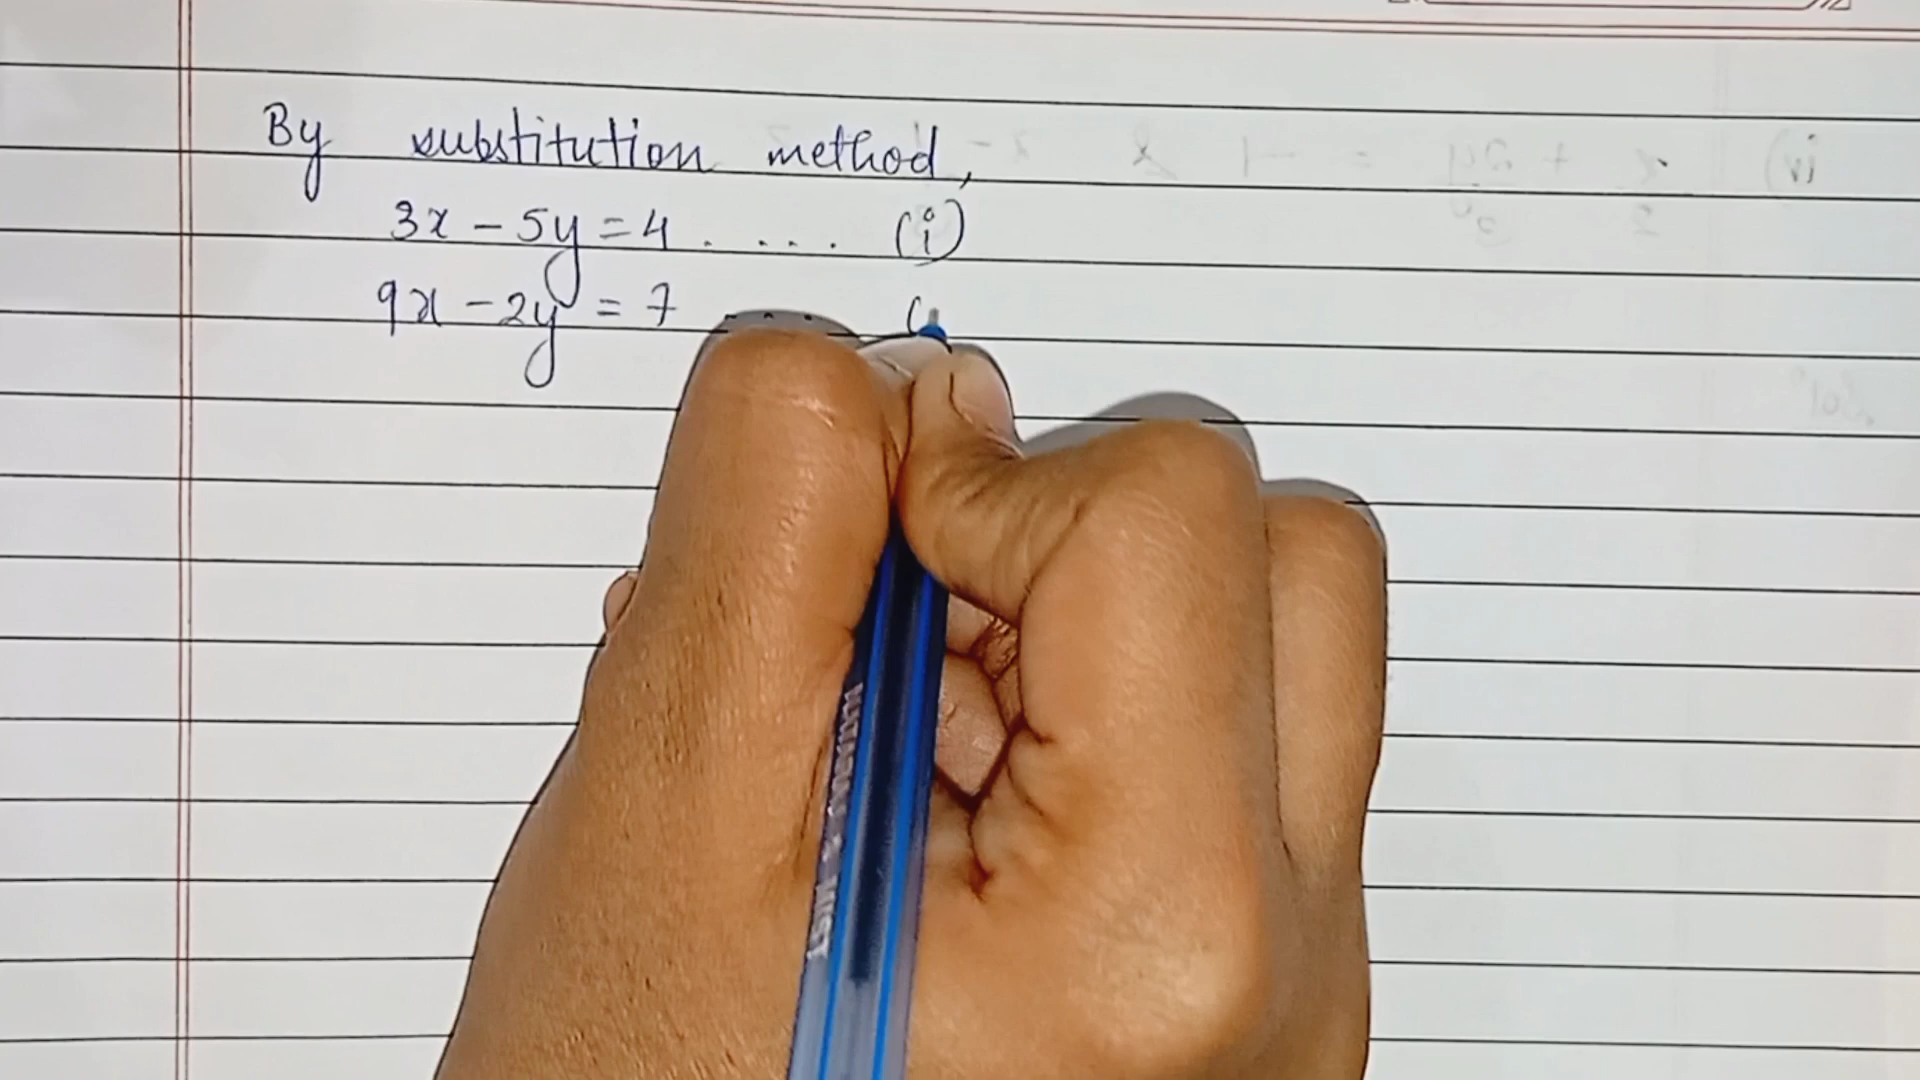 By substitution method,
3x - 5y = 4 . .... (i)
9x - 2y = 7 .... (